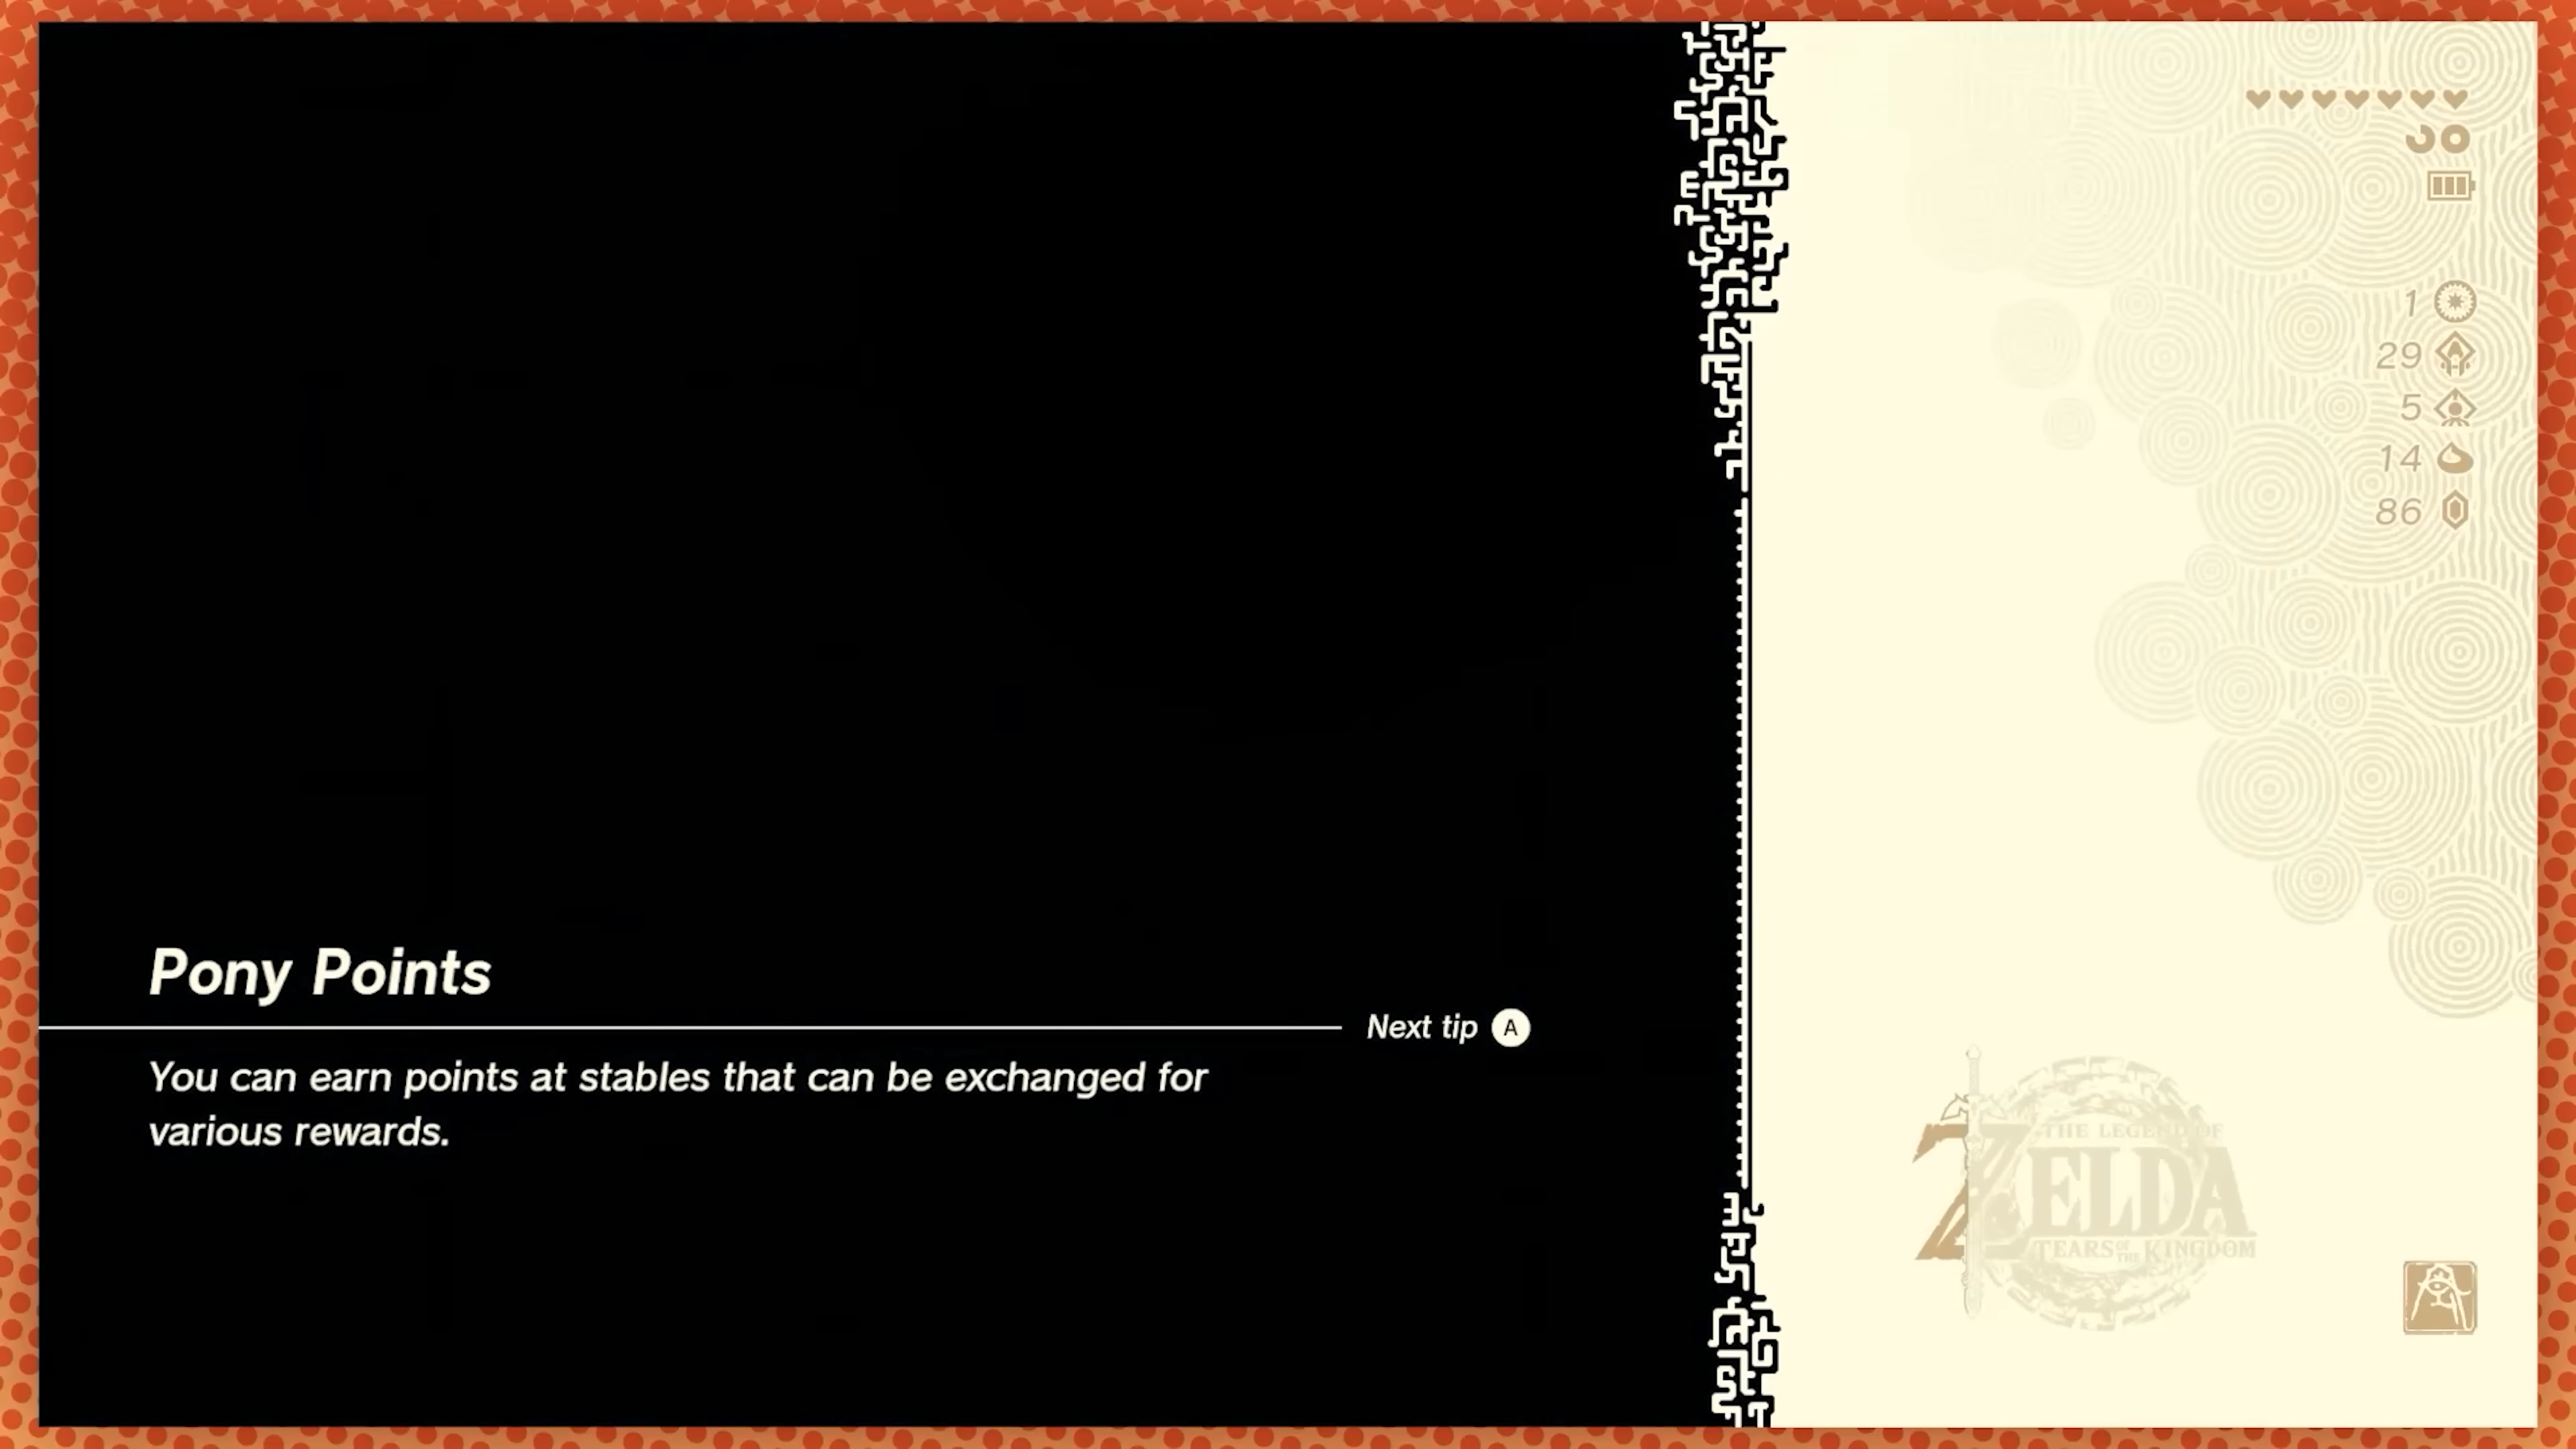 1
29
5
14
86
Pony Points
Next tip A
You can earn points at stables that can be exchanged for
various rewards.
THE LEGEND OF
ZELDA
TEARS OF THE KINGDOM